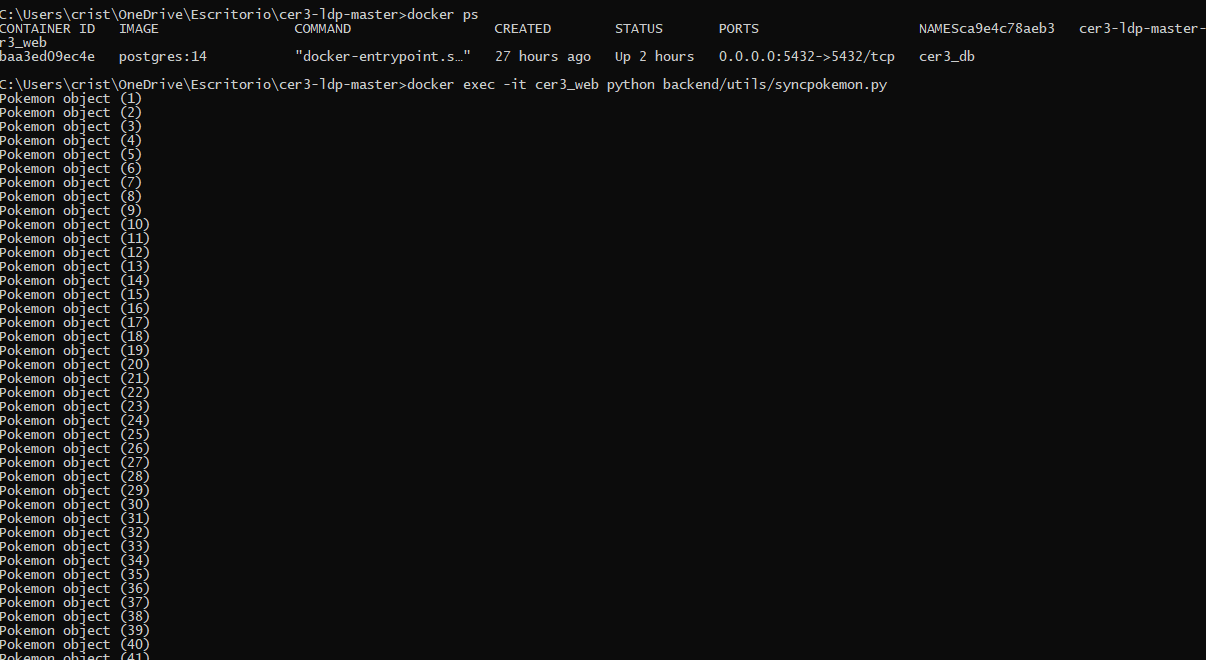 C:\Users\crist\OneDrive\Escritorio\cer3-ldp-master>docker ps
CONTAINER ID   IMAGE                 COMMAND                  CREATED        STATUS       PORTS                    NAMESca9e4c78aeb3   cer3-ldp-master-
r3_web
baa3ed09ec4e   postgres:14           "docker-entrypoint.s…"   27 hours ago   Up 2 hours   0.0.0.0:5432->5432/tcp   cer3_db
C:\Users\crist\OneDrive\Escritorio\cer3-ldp-master>docker exec -it cer3_web python backend/utils/syncpokemon.py
Pokemon object (1)
Pokemon object (2)
Pokemon object (3)
Pokemon object (4)
Pokemon object (5)
Pokemon object (6)
Pokemon object (7)
Pokemon object (8)
Pokemon object (9)
Pokemon object (10)
Pokemon object (11)
Pokemon object (12)
Pokemon object (13)
Pokemon object (14)
Pokemon object (15)
Pokemon object (16)
Pokemon object (17)
Pokemon object (18)
Pokemon object (19)
Pokemon object (20)
Pokemon object (21)
Pokemon object (22)
Pokemon object (23)
Pokemon object (24)
Pokemon object (25)
Pokemon object (26)
Pokemon object (27)
Pokemon object (28)
Pokemon object (29)
Pokemon object (30)
Pokemon object (31)
Pokemon object (32)
Pokemon object (33)
Pokemon object (34)
Pokemon object (35)
Pokemon object (36)
Pokemon object (37)
Pokemon object (38)
Pokemon object (39)
Pokemon object (40)
Pokemon object (41)